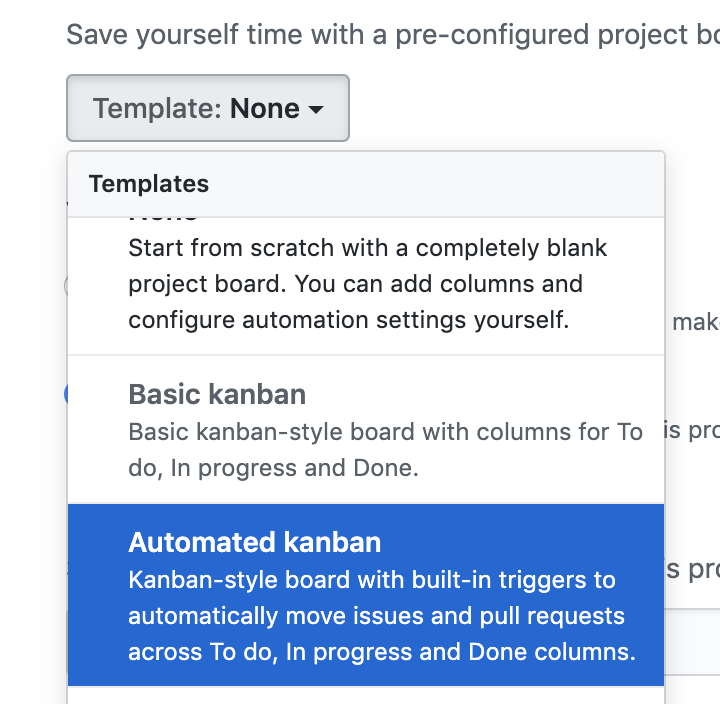 Save yourself time with a pre-configured project bo
Template: None
Templates
None
Start from scratch with a completely blank
project board. You can add columns and
configure automation settings yourself.
mak
Basic kanban
Basic kanban-style board with columns for To
is pro
do, In progress and Done.
Automated kanban
s pro
Kanban-style board with built-in triggers to
automatically move issues and pull requests
across To do, In progress and Done columns.